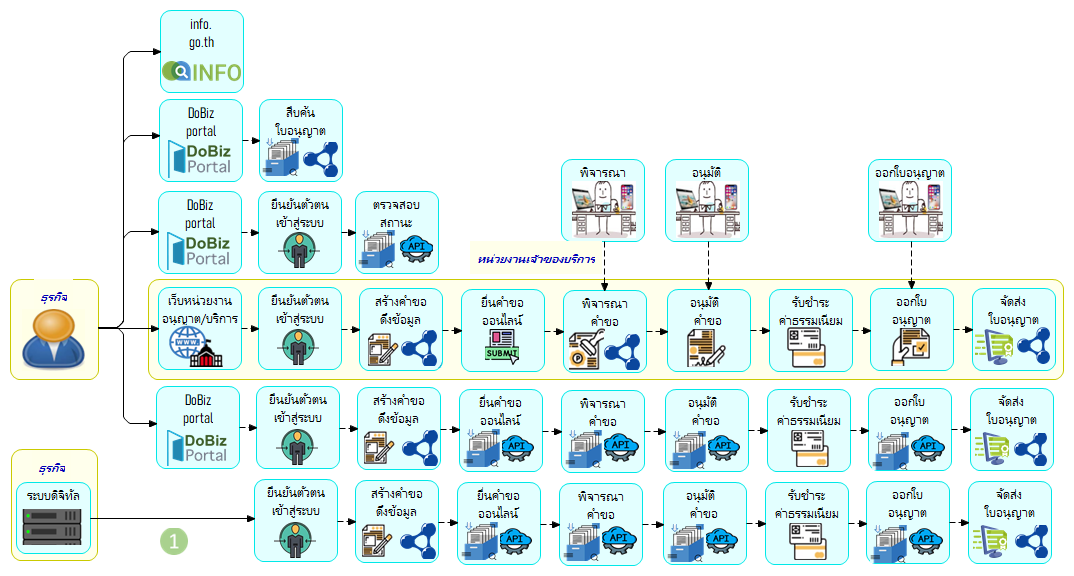 info.
go.th
INFO
DoBiz
portal
DoBiz
Portal
สืบค้น
ใบอนุญาต
พิจารณา
อนุมัติ
ออกใบอนุญาต
DoBiz
portal
DoBiz
Portal
ยืนยันตัวตน
เข้าสู่ระบบ
ตรวจสอบ
สถานะ
API
หน่วยงานเจ้าของบริการ
ธุรกิจ
เว็บหน่วยงาน
อนุญาต/บริการ
WWW
ยืนยันตัวตน
เข้าสู่ระบบ
สร้างคำขอ
ดึงข้อมูล
ยื่นคำขอ
ออนไลน์
SUBMIT
พิจารณา
คำขอ
อนุมัติ
คำขอ
รับชำระ
ค่าธรรมเนียม
ออกใบ
อนุญาต
จัดส่ง
ใบอนุญาต
DoBiz
portal
DoBiz
Portal
ยืนยันตัวตน
เข้าสู่ระบบ
สร้างคำขอ
ดึงข้อมูล
ยื่นคำขอ
ออนไลน์
API
พิจารณา
คำขอ
API
อนุมัติ
คำขอ
API
รับชำระ
ค่าธรรมเนียม
ออกใบ
อนุญาต
API
จัดส่ง
ใบอนุญาต
ธุรกิจ
ระบบดิจิทัล
1
ยืนยันตัวตน
เข้าสู่ระบบ
สร้างคำขอ
ดึงข้อมูล
ยื่นคำขอ
ออนไลน์
API
พิจารณา
คำขอ
API
อนุมัติ
คำขอ
API
รับชำระ
ค่าธรรมเนียม
ออกใบ
อนุญาต
API
จัดส่ง
ใบอนุญาต